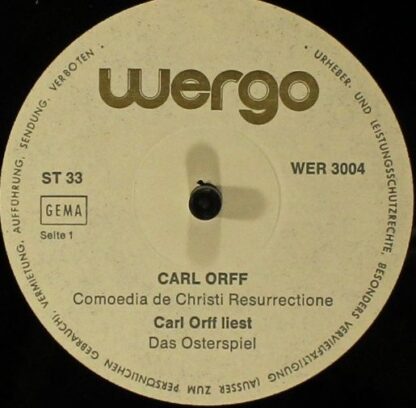 wergo
ST 33
WER 3004
GEMA
Seite 1
CARL ORFF
Comoedia de Christi Resurrectione
Carl Orff liest
Das Osterspiel
· URHEBER- UND LEISTUNGSSCHUTZRECHTE, BESONDERS VERVIELFÄLTIGUNG (AUSSER ZUM PERSÖNLICHEN GEBRAUCH), VERMIETUNG, AUFFÜHRUNG, SENDUNG, VERBOTEN ·